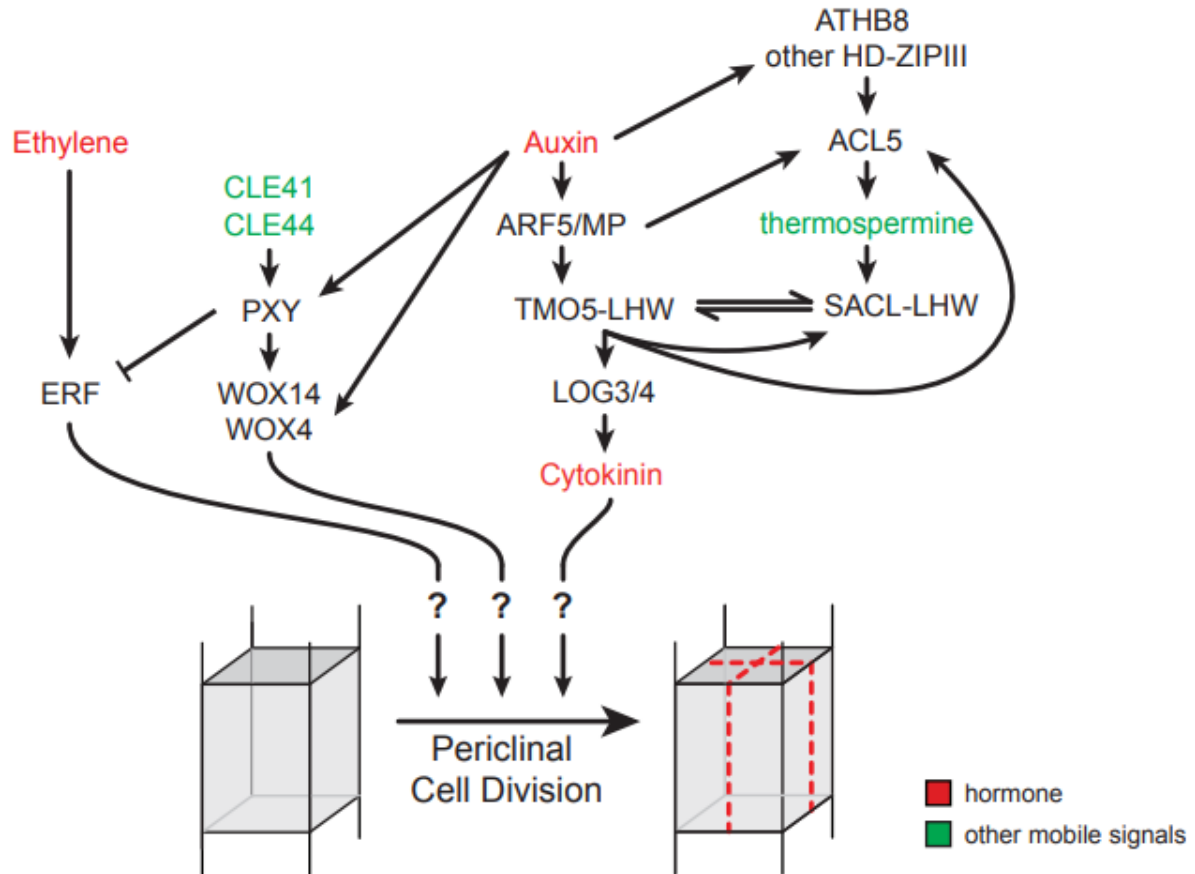 ATHB8
other HD-ZIPIII
Ethylene
Auxin
ACL5
CLE41
CLE44
ARF5/MP
thermospermine
PXY
TMO5-LHW
SACL-LHW
ERF
WOX14
WOX4
LOG3/4
Cytokinin
? ? ?
Periclinal
Cell Division
hormone
other mobile signals